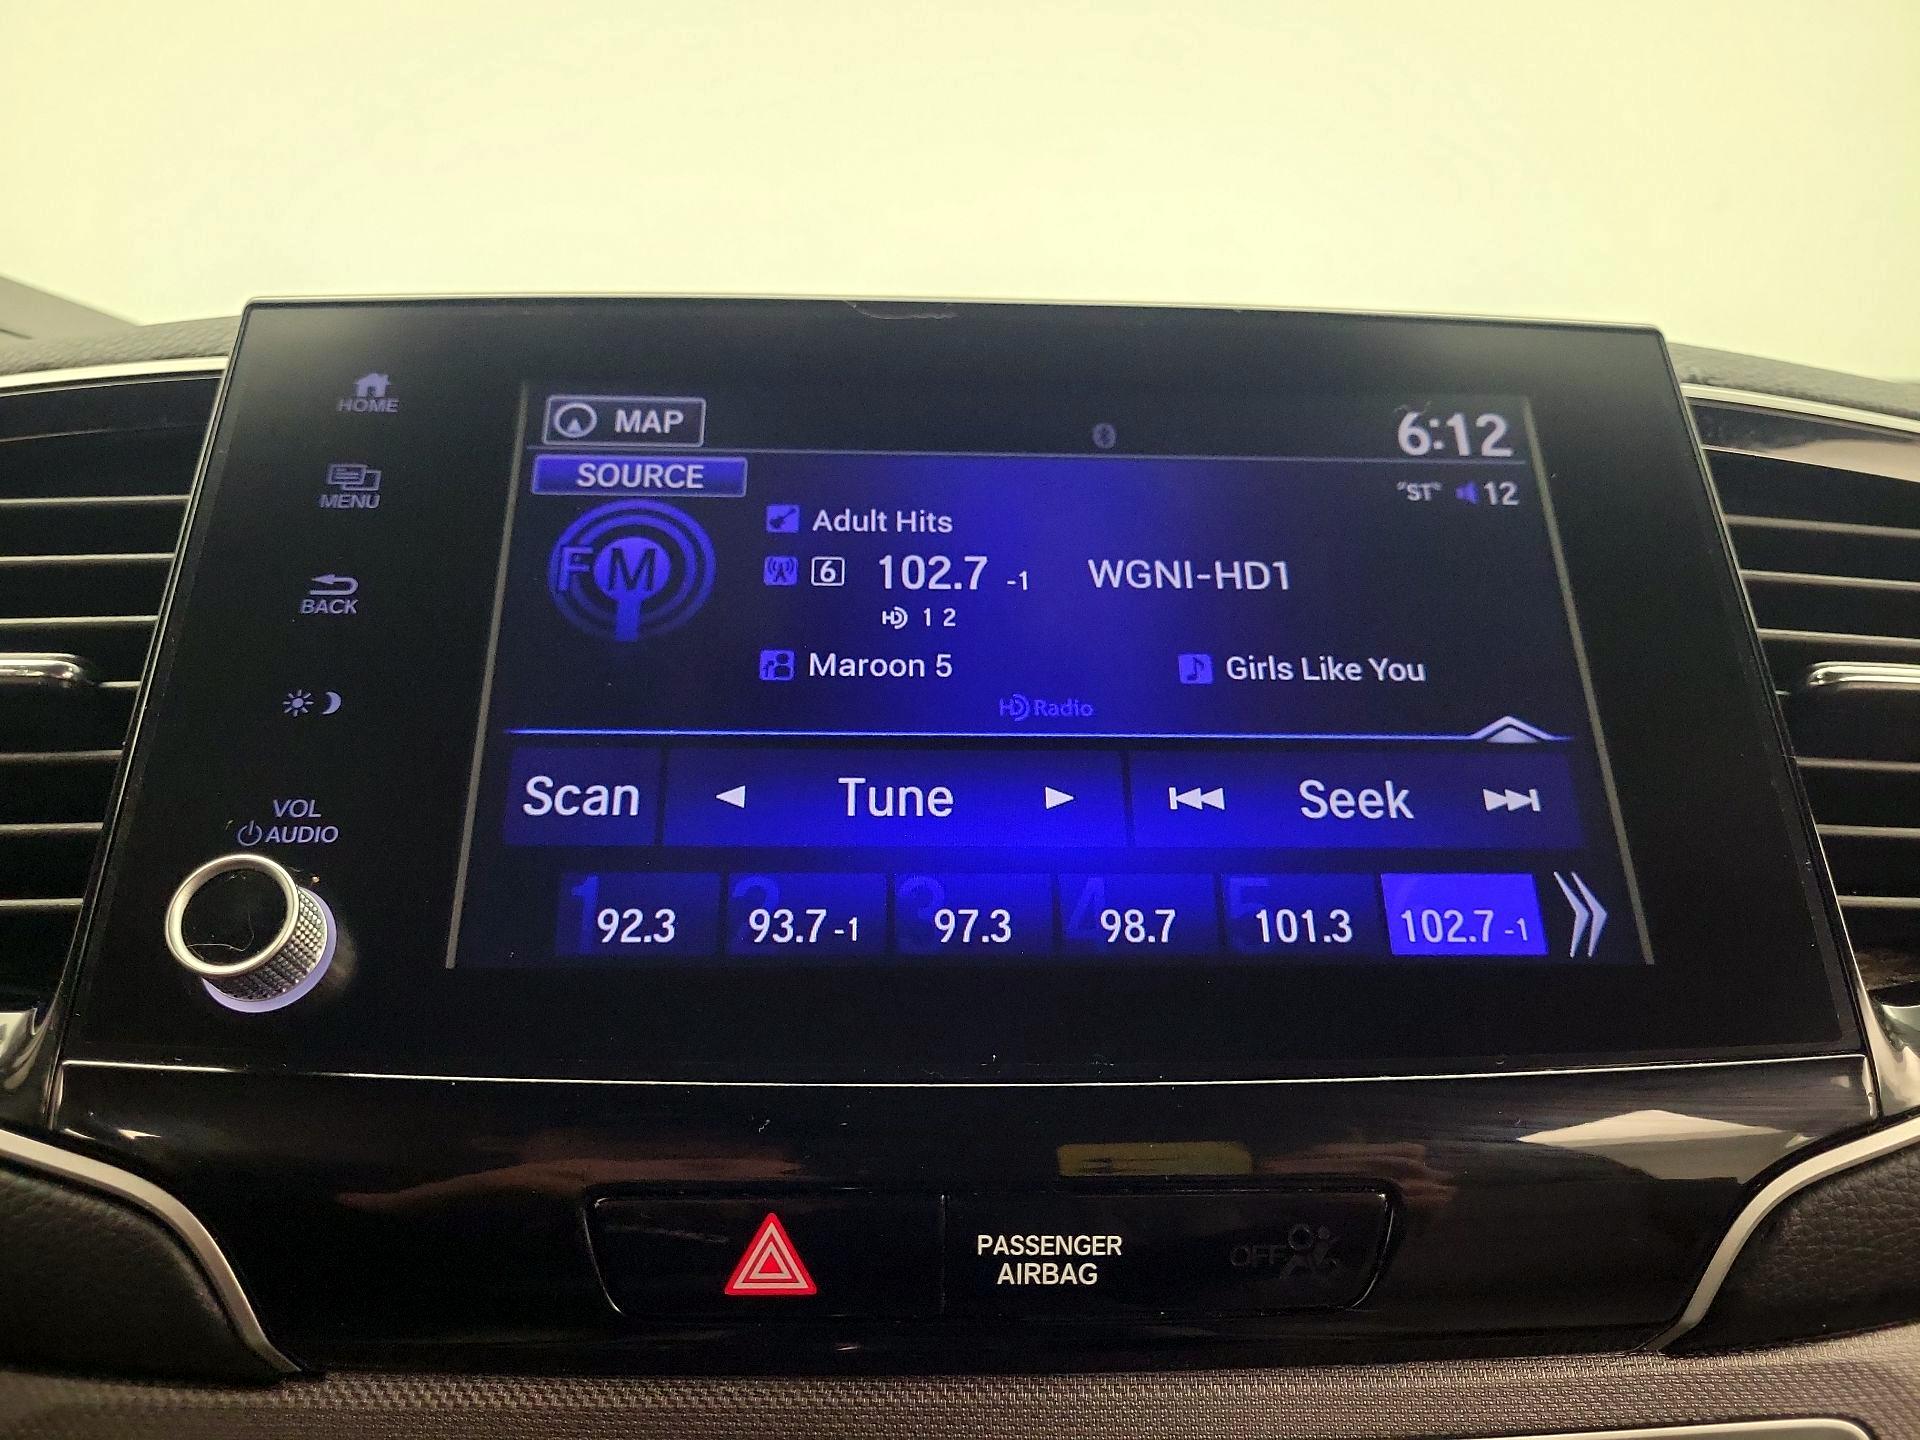 HOME
MAP
6:12
MENU
SOURCE
"ST" 12
Adult Hits
FM
6 102.7 -1 WGNI-HD1
HD 1 2
BACK
Maroon 5 Girls Like You
HD Radio
VOL
AUDIO
Scan Tune Seek
1 92.3
2 93.7-1
3 97.3
4 98.7
5 101.3
6 102.7-1
PASSENGER
AIRBAG
OFF